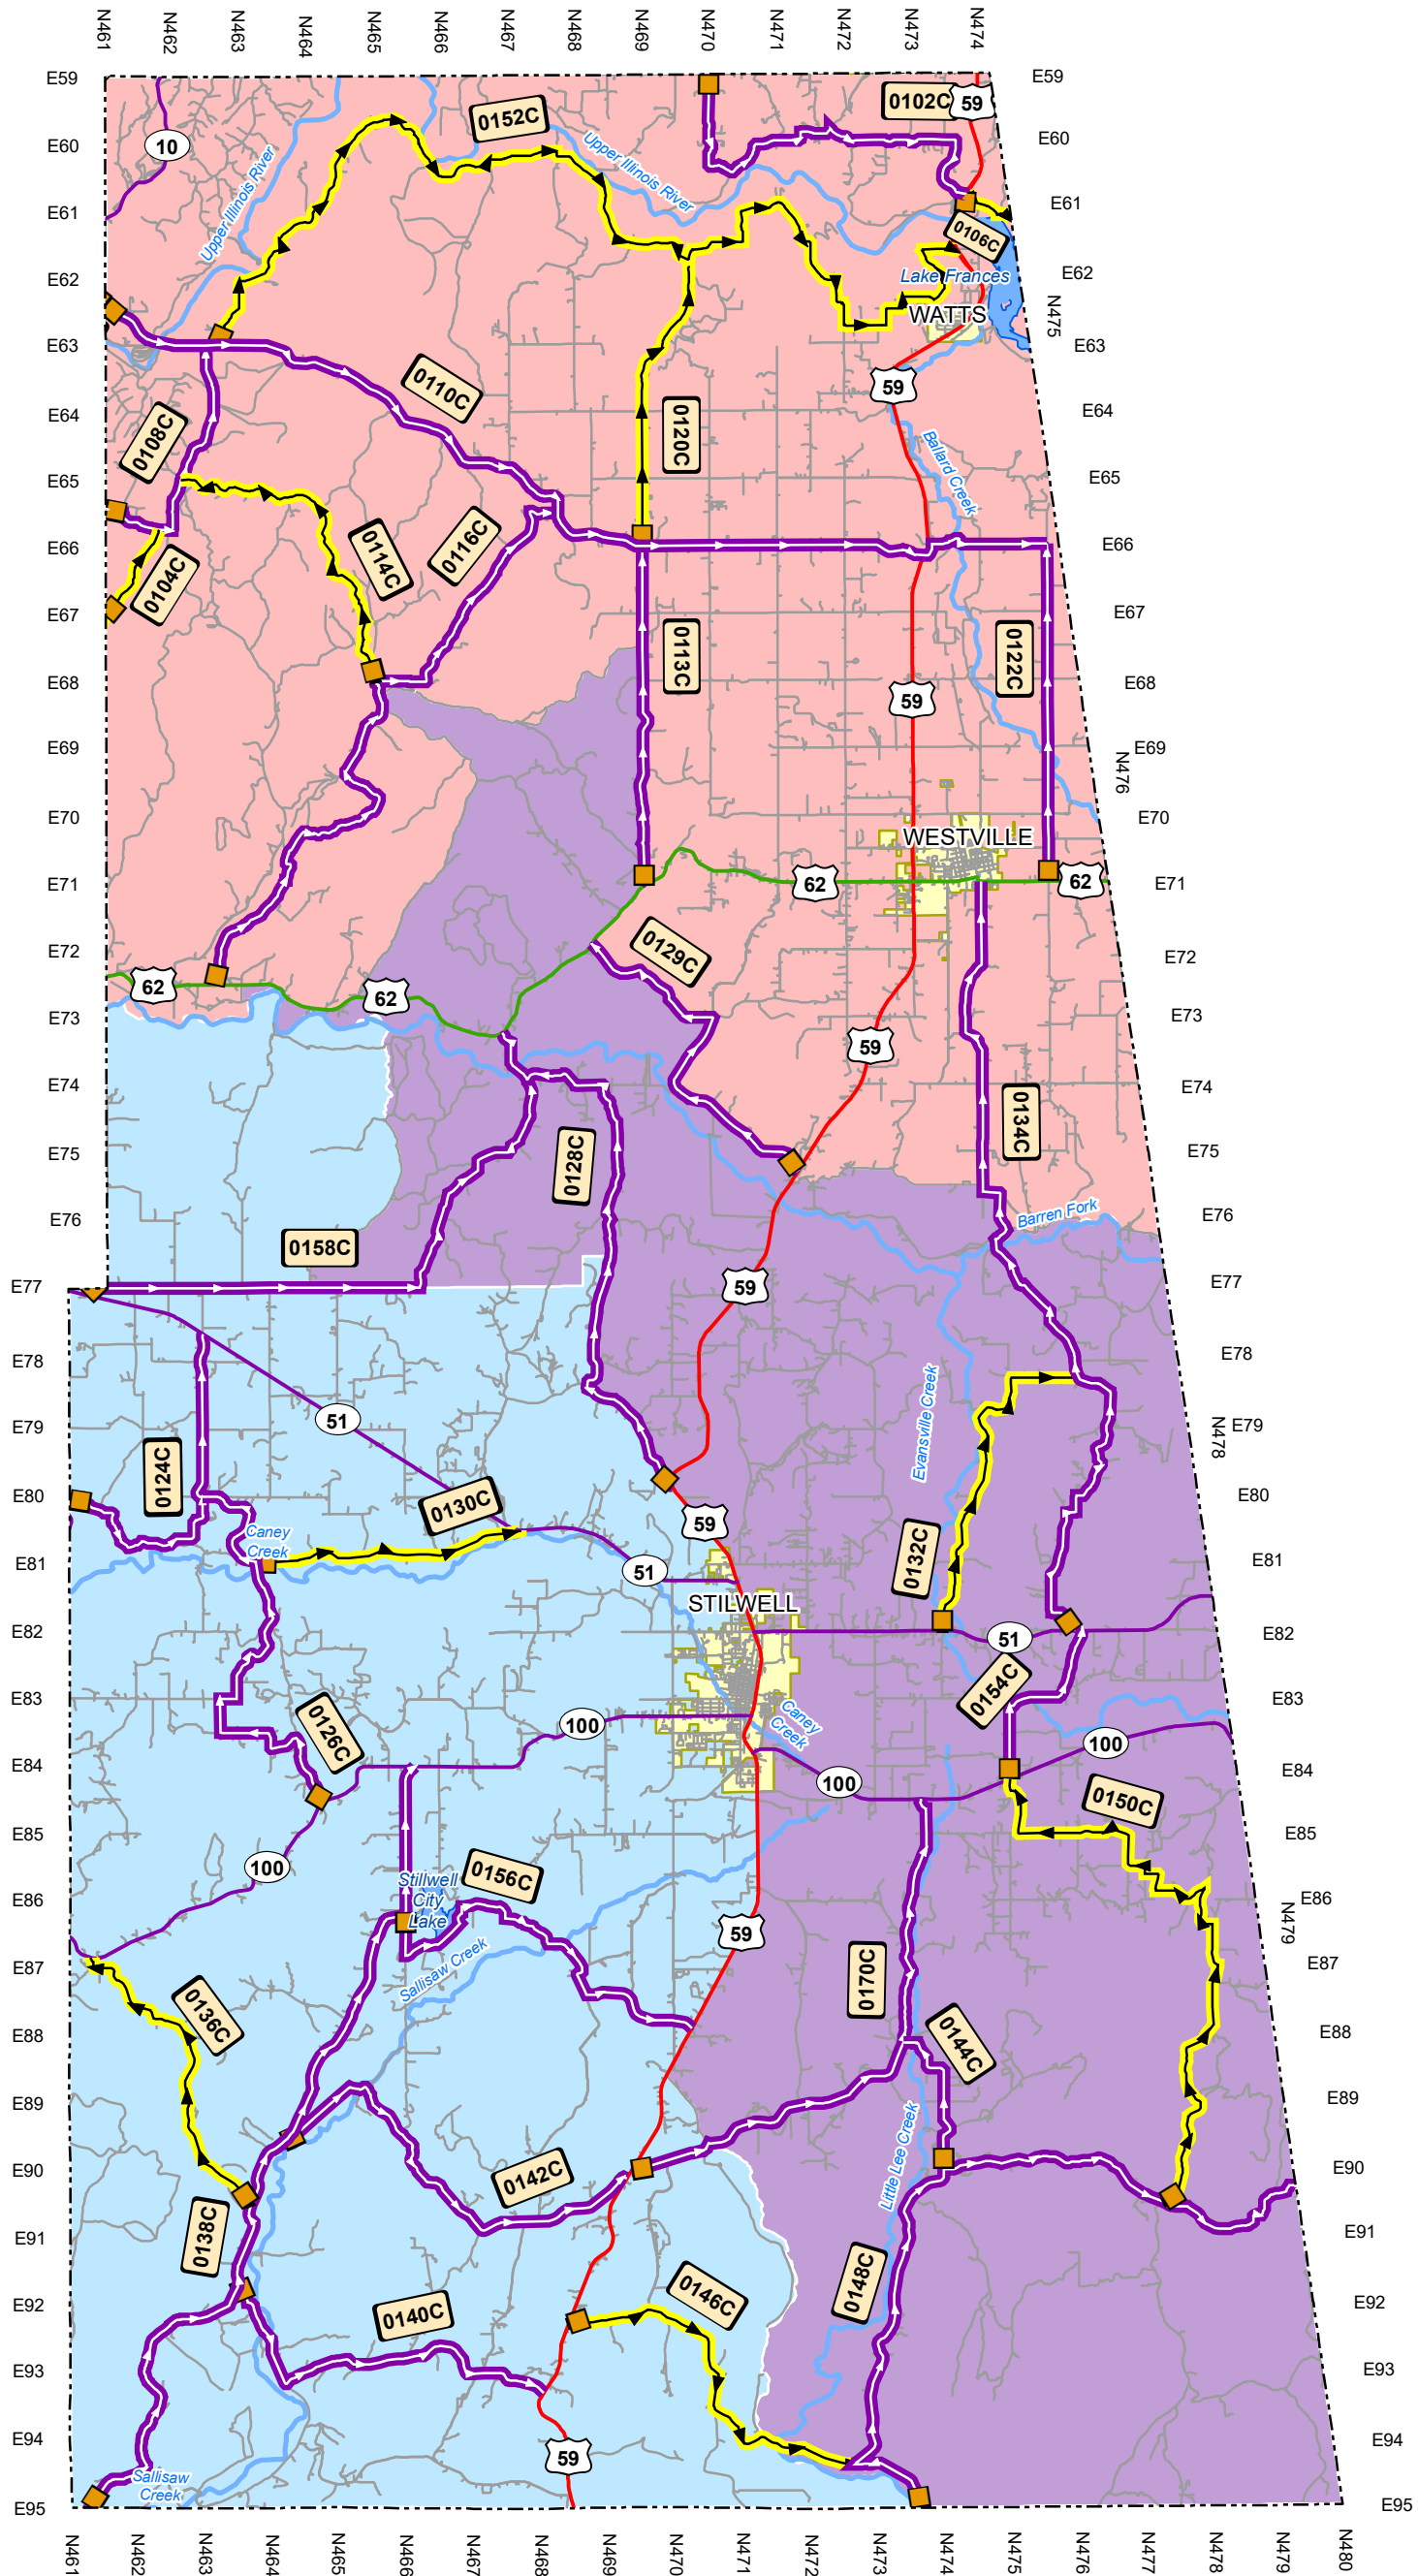 N461
N462
N463
N464
N465
N466
N467
N468
N469
N470
N471
N472
N473
N474
E59
E59
0102C
59
0152C
E60
10
Upper Illinois River
E60
Upper Illinois River
E61
E61
0106C
E62
Lake Frances
E62
WATTS
N475
E63
E63
59
0110C
E64
E64
0108C
0120C
Ballard Creek
E65
E65
E66
0116C
0114C
E66
0104C
E67
E67
0113C
0122C
E68
E68
59
E69
E69
N476
E70
E70
WESTVILLE
E71
62
62
E71
E72
0129C
E72
62
62
E73
E73
59
E74
E74
0134C
E75
0128C
E75
E76
Barren Fork
E76
0158C
E77
59
E77
E78
E78
Evansville Creek
51
E79
N478
E79
0124C
E80
0130C
E80
59
Caney
Creek
E81
51
0132C
E81
STILWELL
E82
51
E82
0154C
E83
E83
0126C
100
Caney
Creek
100
E84
100
E84
0150C
E85
E85
100
0156C
Stillwell
City
Lake
E86
E86
59
N479
Sallisaw Creek
E87
0170C
E87
0136C
E88
0144C
E88
E89
E89
Little Lee Creek
E90
0142C
E90
0138C
E91
E91
0148C
0146C
E92
0140C
E92
E93
E93
E94
59
E94
Sallisaw
Creek
E95
E95
N461
N462
N463
N464
N465
N466
N467
N468
N469
N470
N471
N472
N473
N474
N475
N476
N477
N478
N479
N480